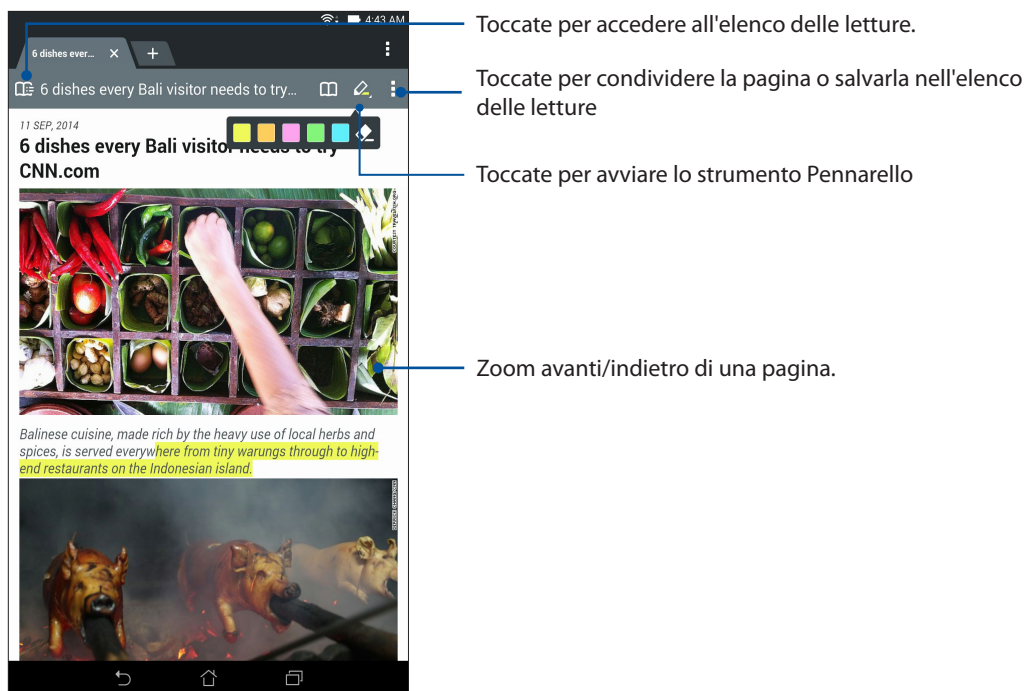 4:43 AM
6 dishes ever...
6 dishes every Bali visitor needs to try...
11 SEP, 2014
6 dishes every Bali visitor needs to try
CNN.com
Balinese cuisine, made rich by the heavy use of local herbs and
spices, is served everywhere from tiny warungs through to high-
end restaurants on the Indonesian island.
Toccate per accedere all'elenco delle letture.
Toccate per condividere la pagina o salvarla nell'elenco
delle letture
Toccate per avviare lo strumento Pennarello
Zoom avanti/indietro di una pagina.